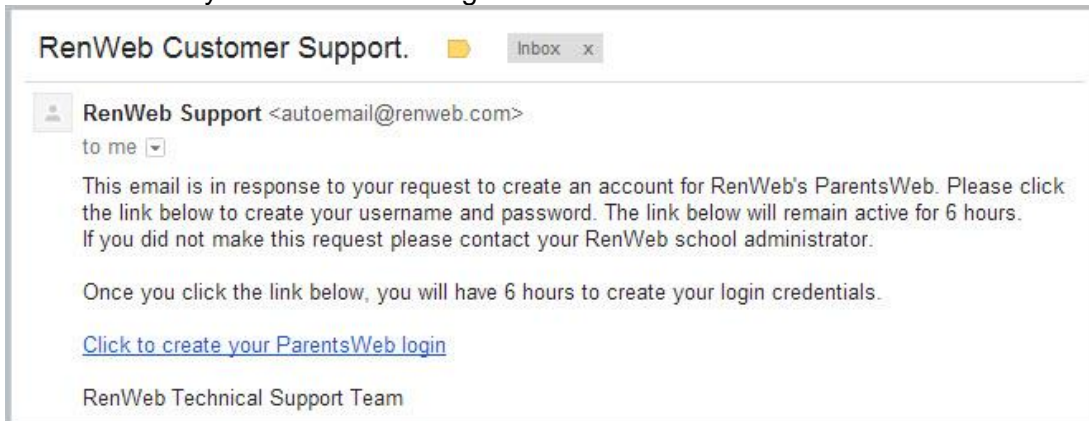 RenWeb Customer Support. Inbox x
RenWeb Support <autoemail@renweb.com>
to me
This email is in response to your request to create an account for RenWeb's ParentsWeb. Please click
the link below to create your username and password. The link below will remain active for 6 hours.
If you did not make this request please contact your RenWeb school administrator.
Once you click the link below, you will have 6 hours to create your login credentials.
Click to create your ParentsWeb login
RenWeb Technical Support Team